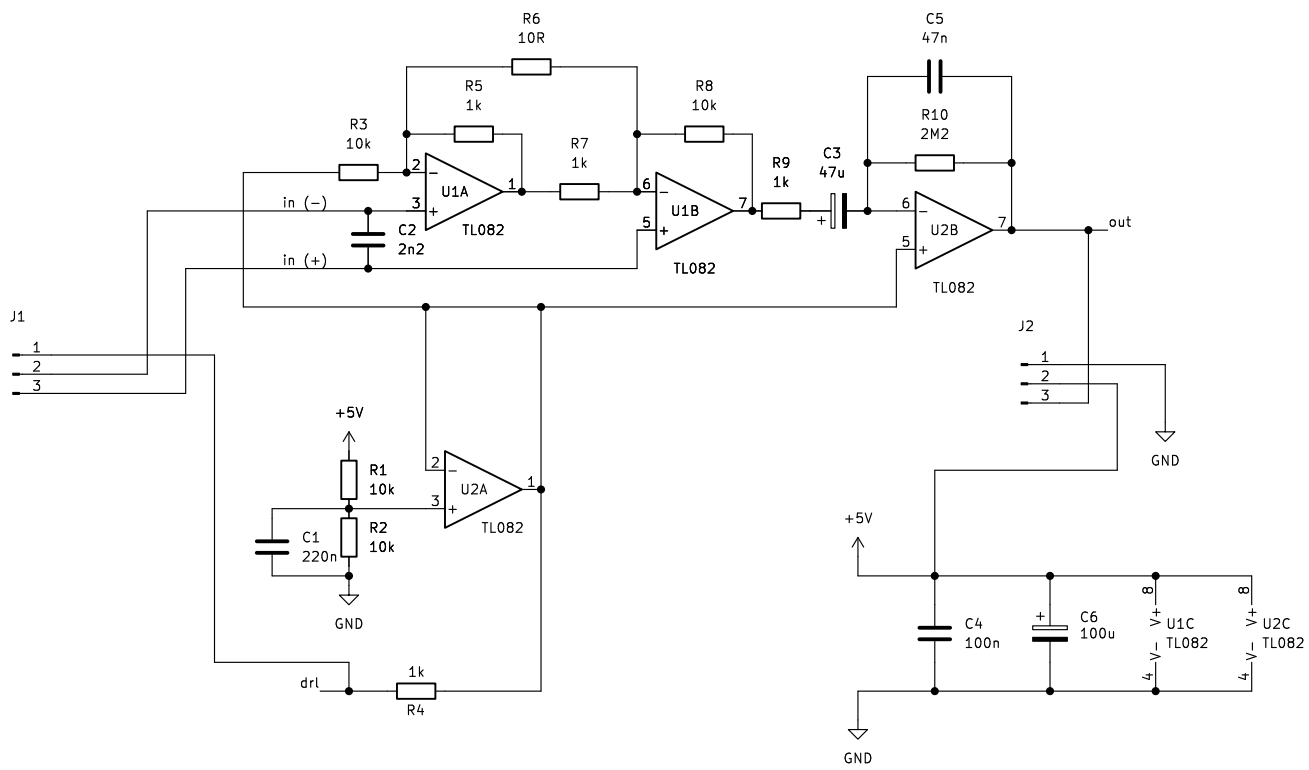 R6
10R
C5
47n
R5
1k
R8
10k
R3
10k
R7
1k
R9
1k
C3
47u
R10
2M2
2
−
3
+
U1A
1
TL082
6
−
5
+
U1B
7
TL082
+
6
−
5
+
U2B
7
TL082
out
in (-)
C2
2n2
in (+)
J1
1
2
3
J2
1
2
3
GND
+5V
R1
10k
R2
10k
C1
220n
GND
2
−
3
+
U2A
1
TL082
drl
1k
R4
+5V
C4
100n
+
C6
100u
8
V+
U1C
TL082
V-
4
8
V+
U2C
TL082
V-
4
GND